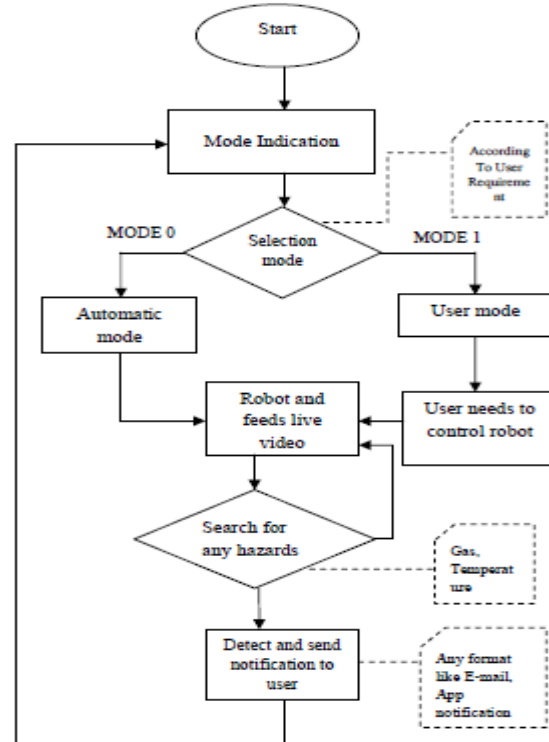 Start
Mode Indication
According
To User
Requireme
nt
Selection
mode
MODE 0
MODE 1
Automatic
mode
User mode
Robot and
feeds live
video
User needs to
control robot
Search for
any hazards
Gas,
Temperat
ure
Detect and send
notification to
user
Any format
like E-mail,
App
notification